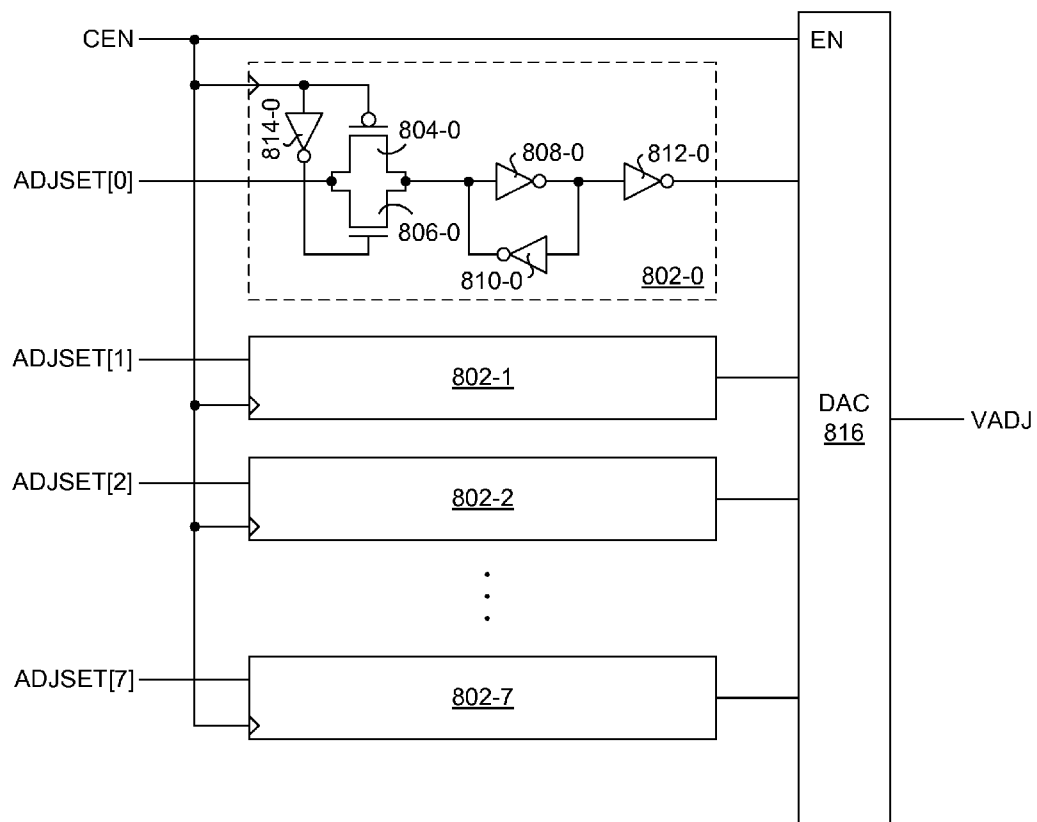 CEN
EN
814-0
804-0
808-0
812-0
ADJSET[0]
806-0
810-0
802-0
ADJSET[1]
802-1
DAC
816
VADJ
ADJSET[2]
802-2
ADJSET[7]
802-7